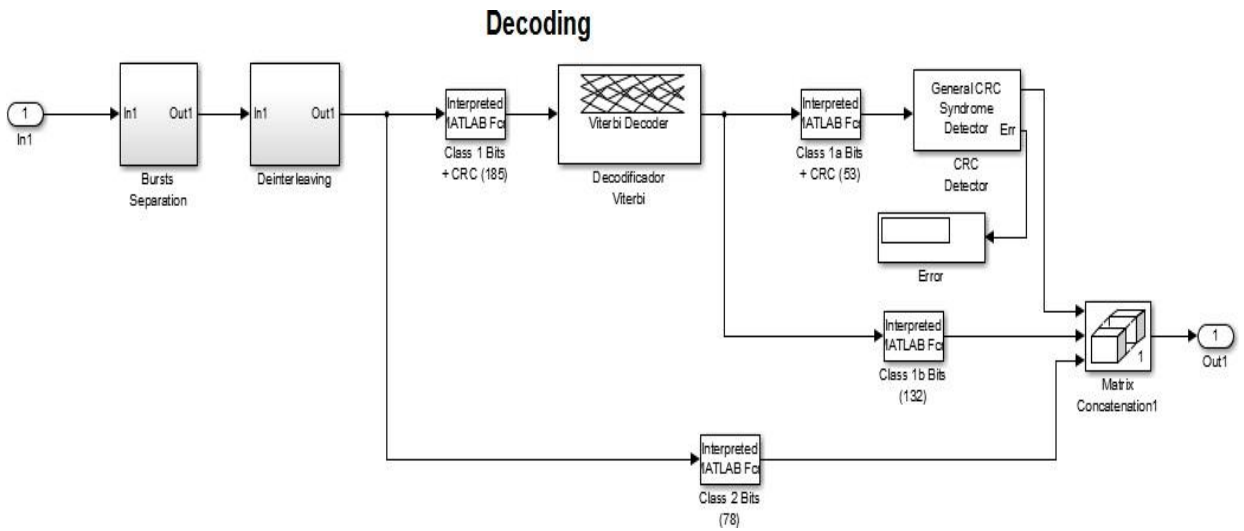 Decoding
1
In1
In1 Out1
Bursts
Separation
In1 Out1
Deinterleaving
Interpreted
MATLAB Fcn
Class 1 Bits
+ CRC (185)
Viterbi Decoder
Decodificador
Viterbi
Interpreted
MATLAB Fcn
Class 1a Bits
+ CRC (53)
General CRC
Syndrome
Detector
Err
CRC
Detector
Error
Interpreted
MATLAB Fcn
Class 1b Bits
(132)
1
Matrix
Concatenation1
1
Out1
Interpreted
MATLAB Fcn
Class 2 Bits
(78)